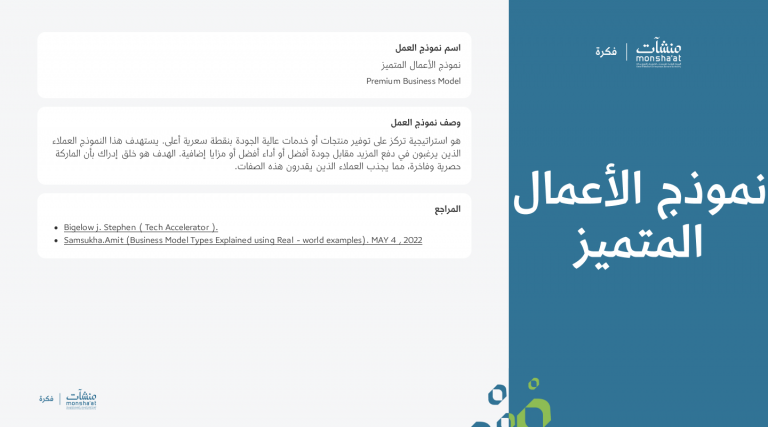 منشآت
monsha'at
فكرة
نموذج الأعمال
المتميز
اسم نموذج العمل
نموذج الأعمال المتميز
Premium Business Model
وصف نموذج العمل
هو استراتيجية تركز على توفير منتجات أو خدمات عالية الجودة بنقطة سعرية أعلى. يستهدف هذا النموذج العملاء
الذين يرغبون في دفع المزيد مقابل جودة أفضل أو أداء أفضل أو مزايا إضافية. الهدف هو خلق إدراك بأن الماركة
حصرية وفاخرة، مما يجذب العملاء الذين يقدرون هذه الصفات.
المراجع
• Bigelow j. Stephen ( Tech Accelerator ).
• Samsukha.Amit (Business Model Types Explained using Real - world examples). MAY 4 , 2022
منشآت
monsha'at
فكرة